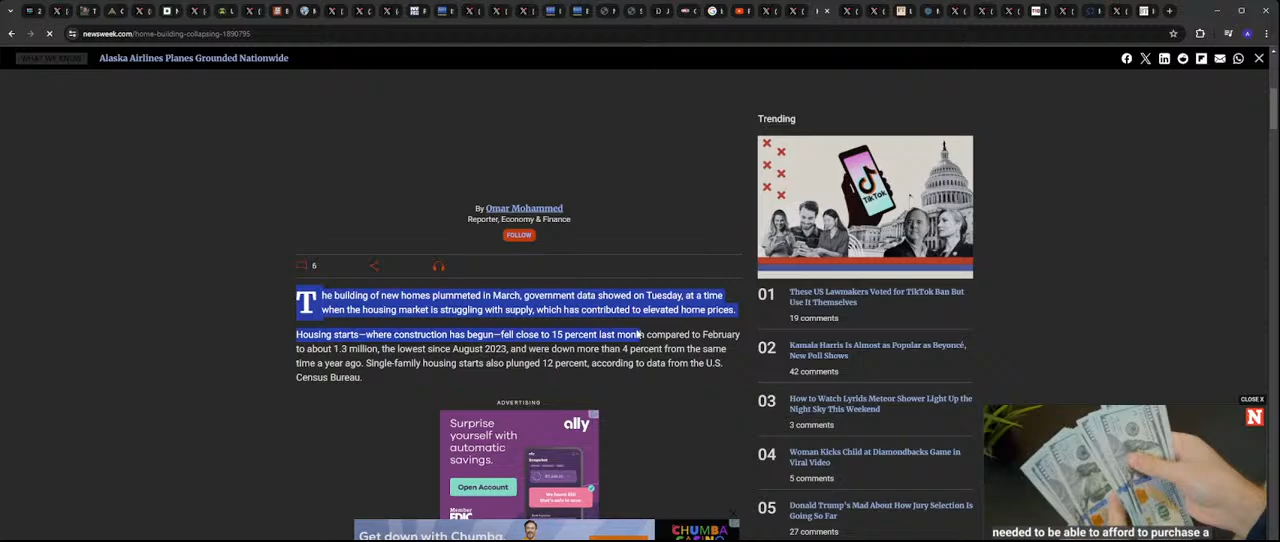 newsweek.com/home-building-collapsing-1890795
WHAT WE KNOW
Alaska Airlines Planes Grounded Nationwide
Trending
By Omar Mohammed
Reporter, Economy & Finance
FOLLOW
6
The building of new homes plummeted in March, government data showed on Tuesday, at a time
when the housing market is struggling with supply, which has contributed to elevated home prices.
Housing starts—where construction has begun—fell close to 15 percent last month compared to February
to about 1.3 million, the lowest since August 2023, and were down more than 4 percent from the same
time a year ago. Single-family housing starts also plunged 12 percent, according to data from the U.S.
Census Bureau.
ADVERTISING
Surprise
yourself with
automatic
savings.
ally
Open Account
Member
FDIC
Get down with Chumba
CHUMBA
CASINO
TikTok
01
These US Lawmakers Voted for TikTok Ban But
Use It Themselves
19 comments
02
Kamala Harris Is Almost as Popular as Beyoncé,
New Poll Shows
42 comments
03
How to Watch Lyrids Meteor Shower Light Up the
Night Sky This Weekend
3 comments
04
Woman Kicks Child at Diamondbacks Game in
Viral Video
5 comments
05
Donald Trump's Mad About How Jury Selection Is
Going So Far
27 comments
CLOSE X
N
needed to be able to afford to purchase a